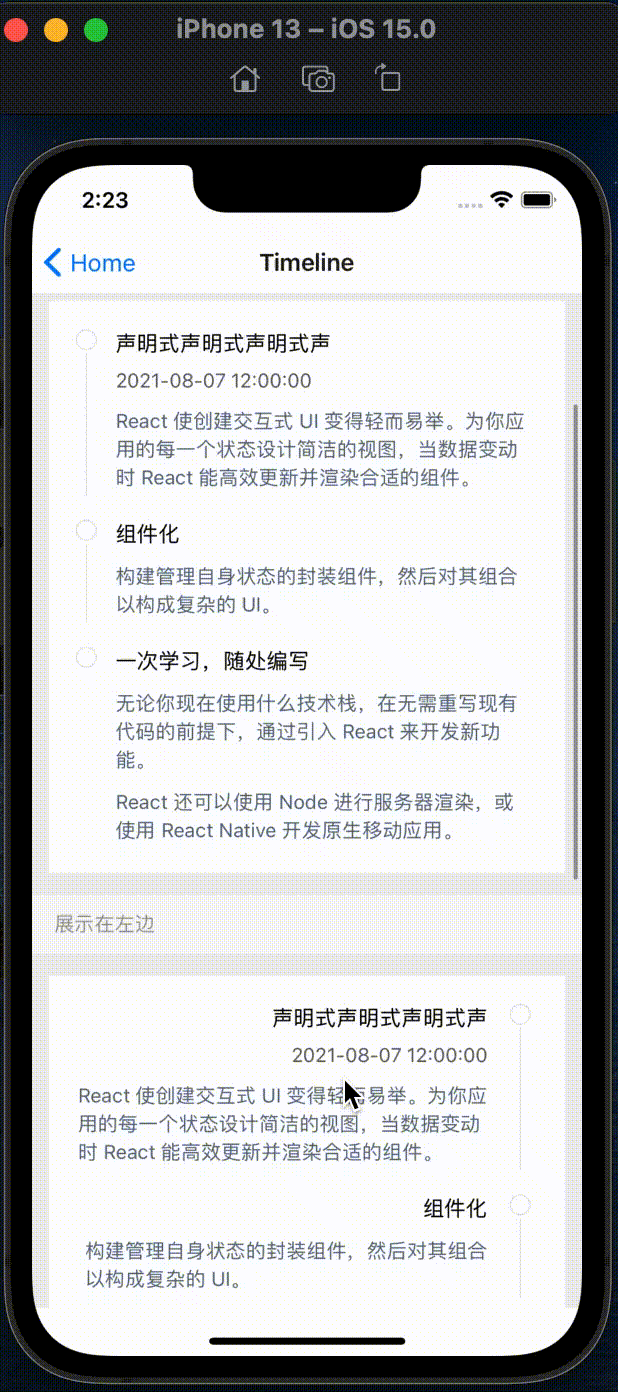 iPhone 13 – iOS 15.0
2:23
Home
Timeline
声明式声明式声明式声
2021-08-07 12:00:00
React 使创建交互式 UI 变得轻而易举。为你应
用的每一个状态设计简洁的视图，当数据变动
时 React 能高效更新并渲染合适的组件。
组件化
构建管理自身状态的封装组件，然后对其组合
以构成复杂的 UI。
一次学习，随处编写
无论你现在使用什么技术栈，在无需重写现有
代码的前提下，通过引入 React 来开发新功
能。
React 还可以使用 Node 进行服务器渲染，或
使用 React Native 开发原生移动应用。
展示在左边
声明式声明式声明式声
2021-08-07 12:00:00
React 使创建交互式 UI 变得轻而易举。为你应
用的每一个状态设计简洁的视图，当数据变动
时 React 能高效更新并渲染合适的组件。
组件化
构建管理自身状态的封装组件，然后对其组合
以构成复杂的 UI。